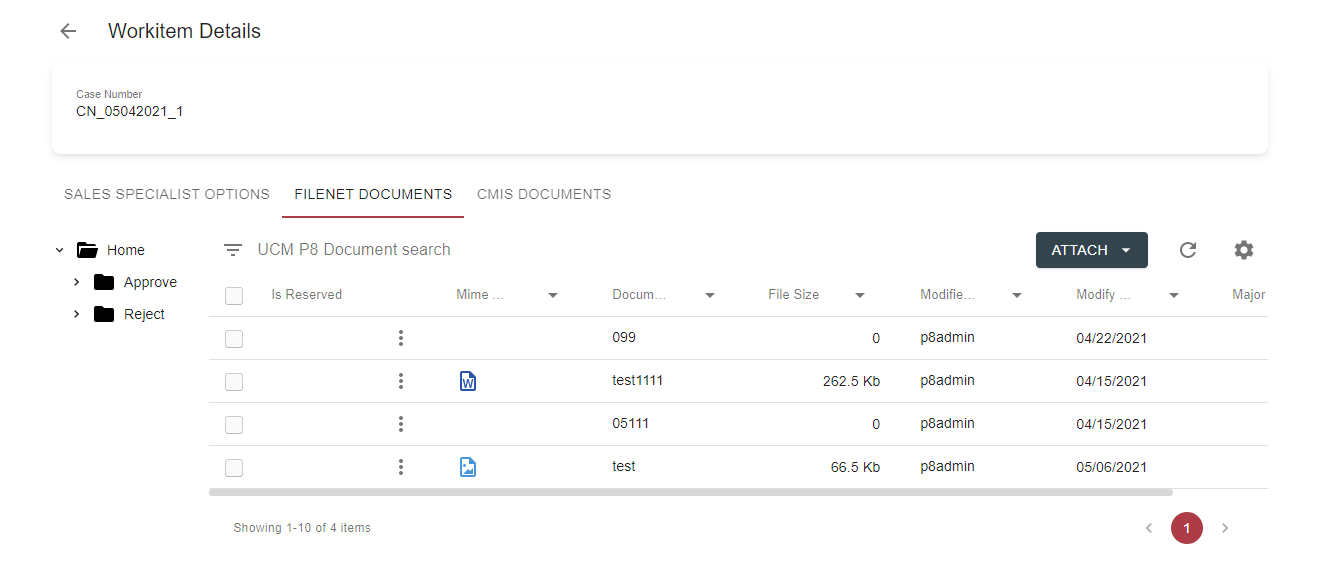 Workitem Details
Case Number
CN_05042021_1
SALES SPECIALIST OPTIONS FILENET DOCUMENTS CMIS DOCUMENTS
Home UCM P8 Document search ATTACH
Approve
Reject
Is Reserved Mime ... Docum... File Size Modifie... Modify ... Major
099 0 p8admin 04/22/2021
W test1111 262.5 Kb p8admin 04/15/2021
05111 0 p8admin 04/15/2021
test 66.5 Kb p8admin 05/06/2021
Showing 1-10 of 4 items 1